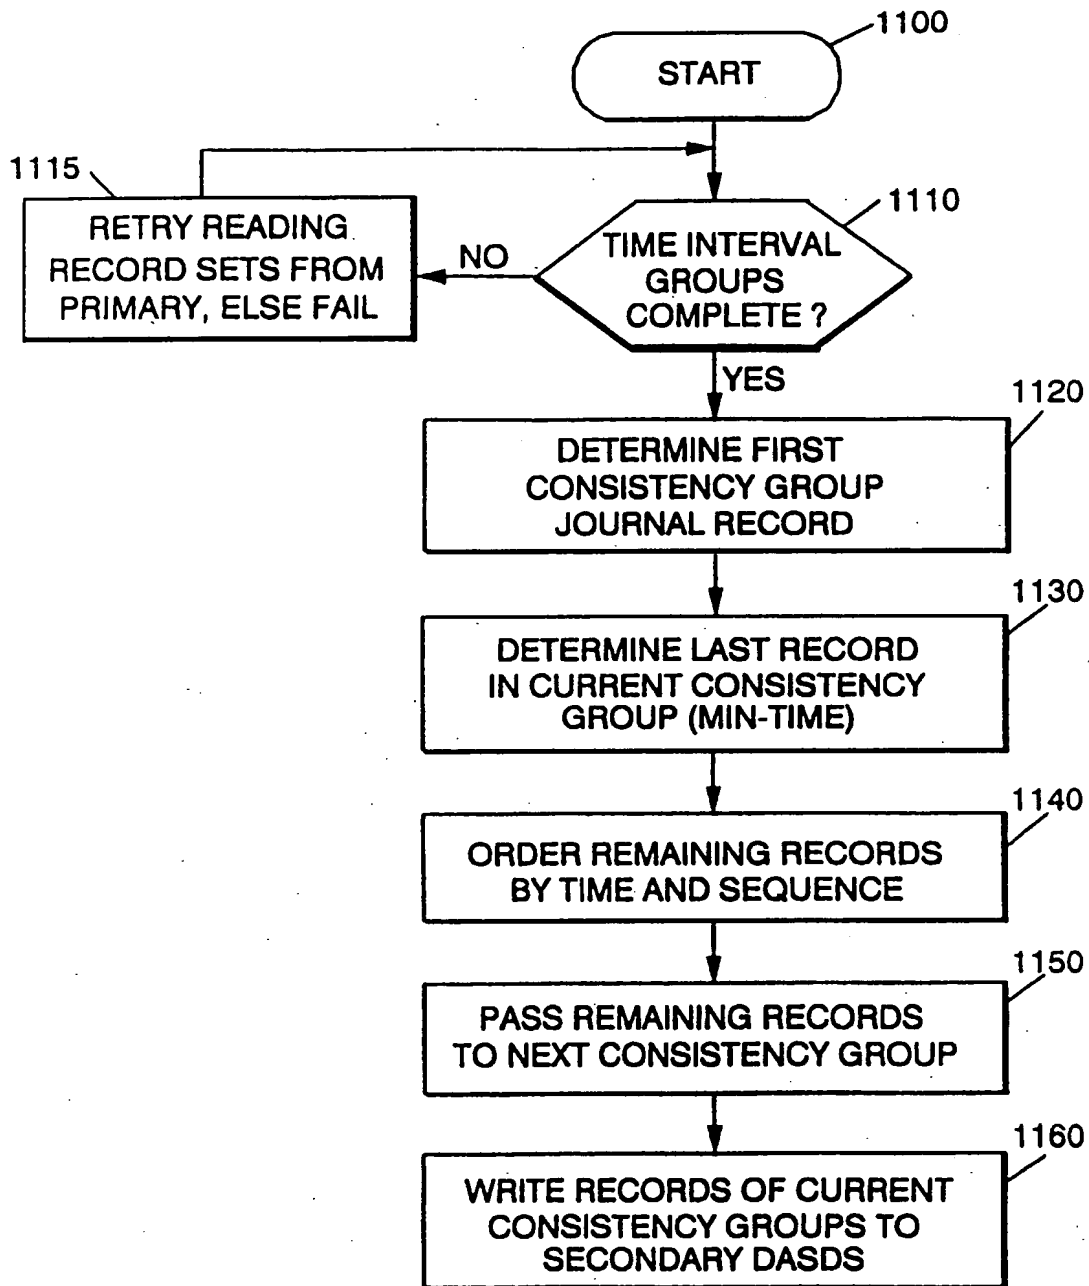 1100
START
1115
RETRY READING
RECORD SETS FROM
PRIMARY, ELSE FAIL
NO
1110
TIME INTERVAL
GROUPS
COMPLETE ?
YES
1120
DETERMINE FIRST
CONSISTENCY GROUP
JOURNAL RECORD
1130
DETERMINE LAST RECORD
IN CURRENT CONSISTENCY
GROUP (MIN-TIME)
1140
ORDER REMAINING RECORDS
BY TIME AND SEQUENCE
1150
PASS REMAINING RECORDS
TO NEXT CONSISTENCY GROUP
1160
WRITE RECORDS OF CURRENT
CONSISTENCY GROUPS TO
SECONDARY DASDS